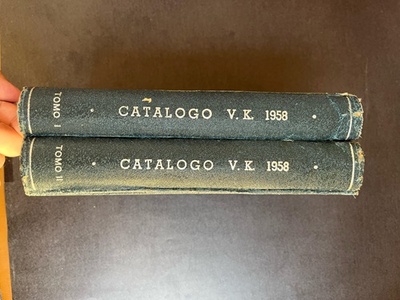 TOMO I · CATALOGO V. K. 1958 ·
TOMO II · CATALOGO V. K. 1958 ·